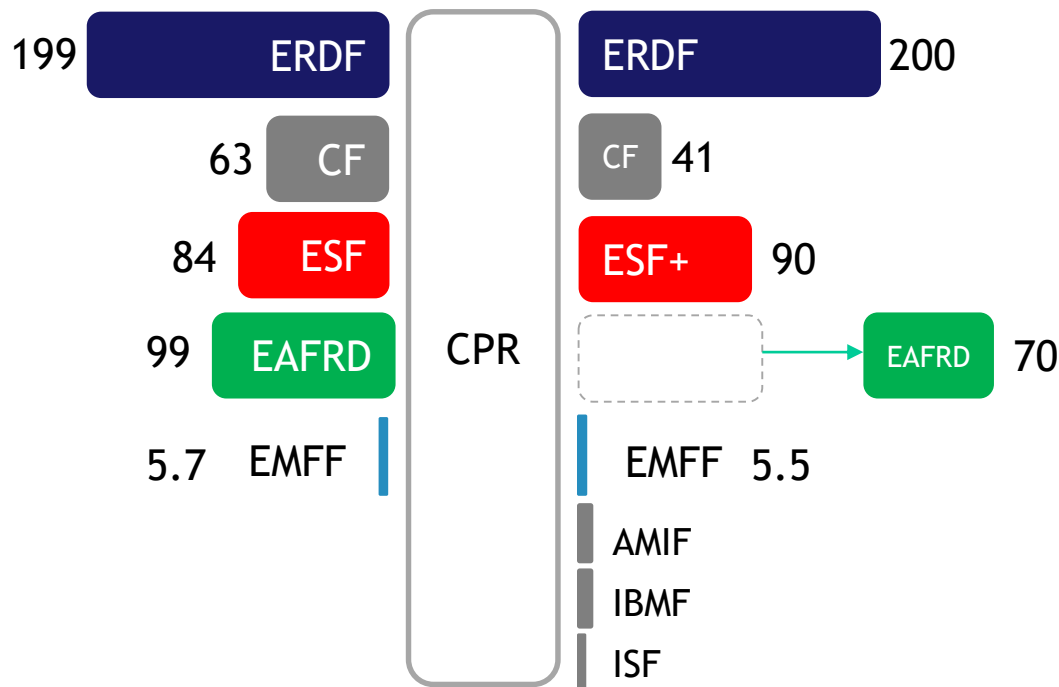 199 ERDF ERDF 200
63 CF CF 41
84 ESF ESF+ 90
99 EAFRD CPR EAFRD 70
5.7 EMFF EMFF 5.5
AMIF
IBMF
ISF